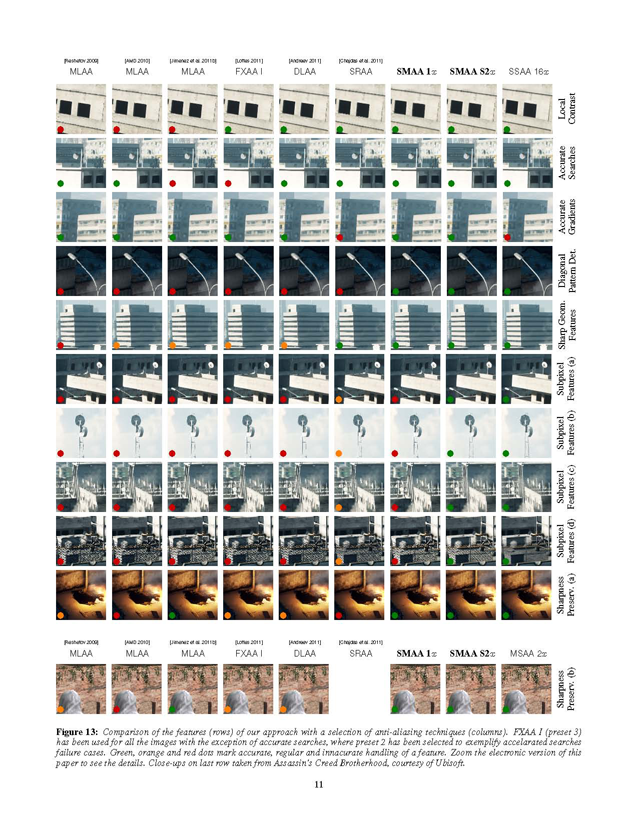 [Reshetov 2009] [AMD 2010] [Jimenez et al. 2011b] [Lottes 2011] [Andreev 2011] [Chajdas et al. 2011]
MLAA MLAA MLAA FXAA I DLAA SRAA SMAA 1x SMAA S2x SSAA 16x
Local
Contrast
Accurate
Searches
Accurate
Gradients
Diagonal
Pattern Det.
Sharp Geom.
Features
Subpixel
Features (a)
Subpixel
Features (b)
Subpixel
Features (c)
Subpixel
Features (d)
Sharpness
Preserv. (a)
[Reshetov 2009] [AMD 2010] [Jimenez et al. 2011b] [Lottes 2011] [Andreev 2011] [Chajdas et al. 2011]
MLAA MLAA MLAA FXAA I DLAA SRAA SMAA 1x SMAA S2x MSAA 2x
Sharpness
Preserv. (b)
Figure 13: Comparison of the features (rows) of our approach with a selection of anti-aliasing techniques (columns). FXAA I (preset 3)
has been used for all the images with the exception of accurate searches, where preset 2 has been selected to exemplify accelarated searches
failure cases. Green, orange and red dots mark accurate, regular and innacurate handling of a feature. Zoom the electronic version of this
paper to see the details. Close-ups on last row taken from Assassin's Creed Brotherhood, courtesy of Ubisoft.
11